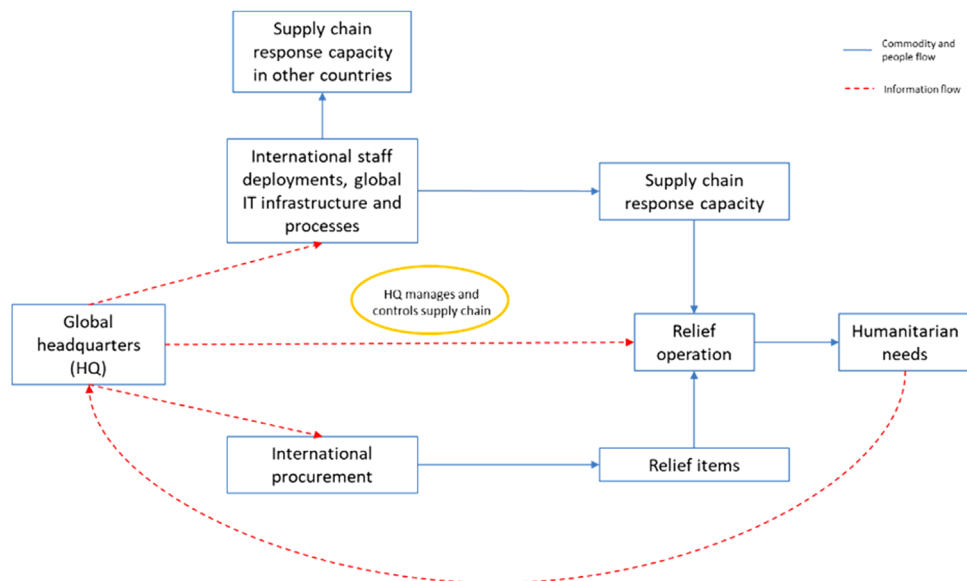 Supply chain
response capacity
in other countries
Commodity and
people flow
Information flow
International staff
deployments, global
IT infrastructure and
processes
Supply chain
response capacity
HQ manages and
controls supply chain
Global
headquarters
(HQ)
Relief
operation
Humanitarian
needs
International
procurement
Relief items